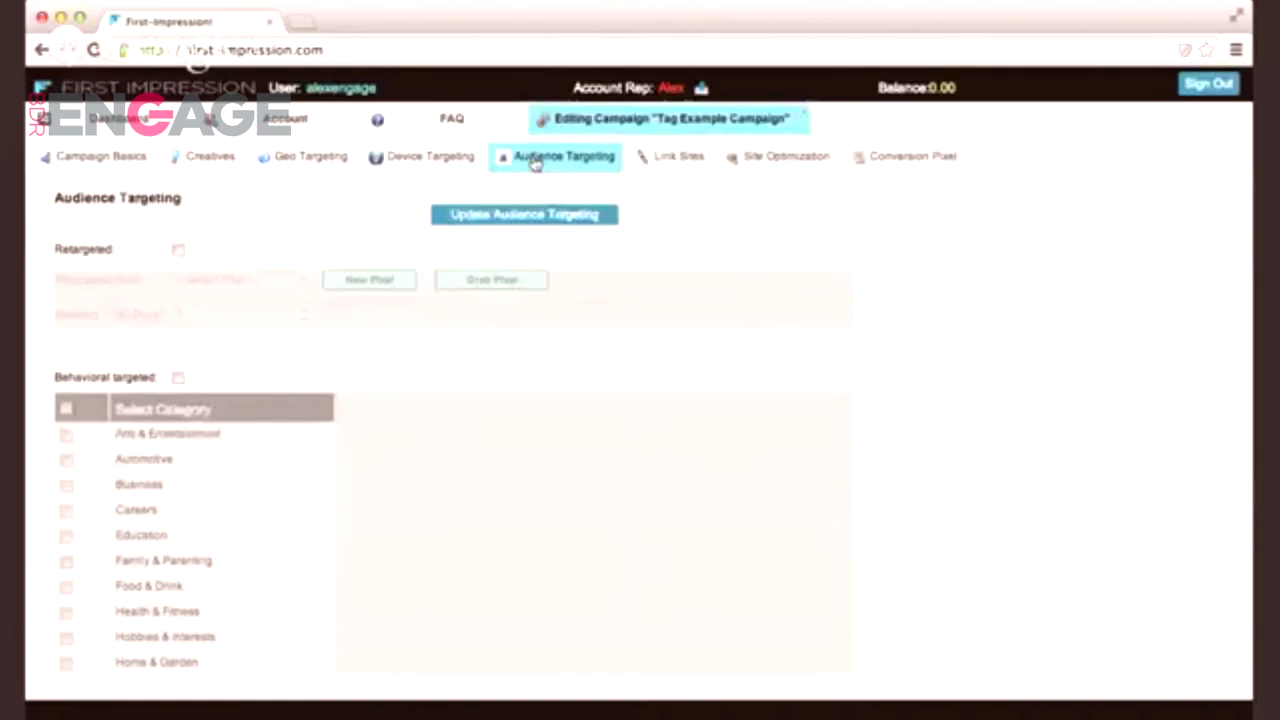 First-Impression!
first-impression.com
FIRST IMPRESSION User: alexengage Account Rep: Alex Balance:0.00 Sign Out
BDR ENGAGE
Dashboard Account FAQ Editing Campaign "Tag Example Campaign"
Campaign Basics Creatives Geo Targeting Device Targeting Audience Targeting Link Sites Site Optimization Conversion Pixel
Audience Targeting
Update Audience Targeting
Retargeted:
New Pixel Grab Pixel
Behavioral targeted:
Select Category
Arts & Entertainment
Automotive
Business
Careers
Education
Family & Parenting
Food & Drink
Health & Fitness
Hobbies & Interests
Home & Garden